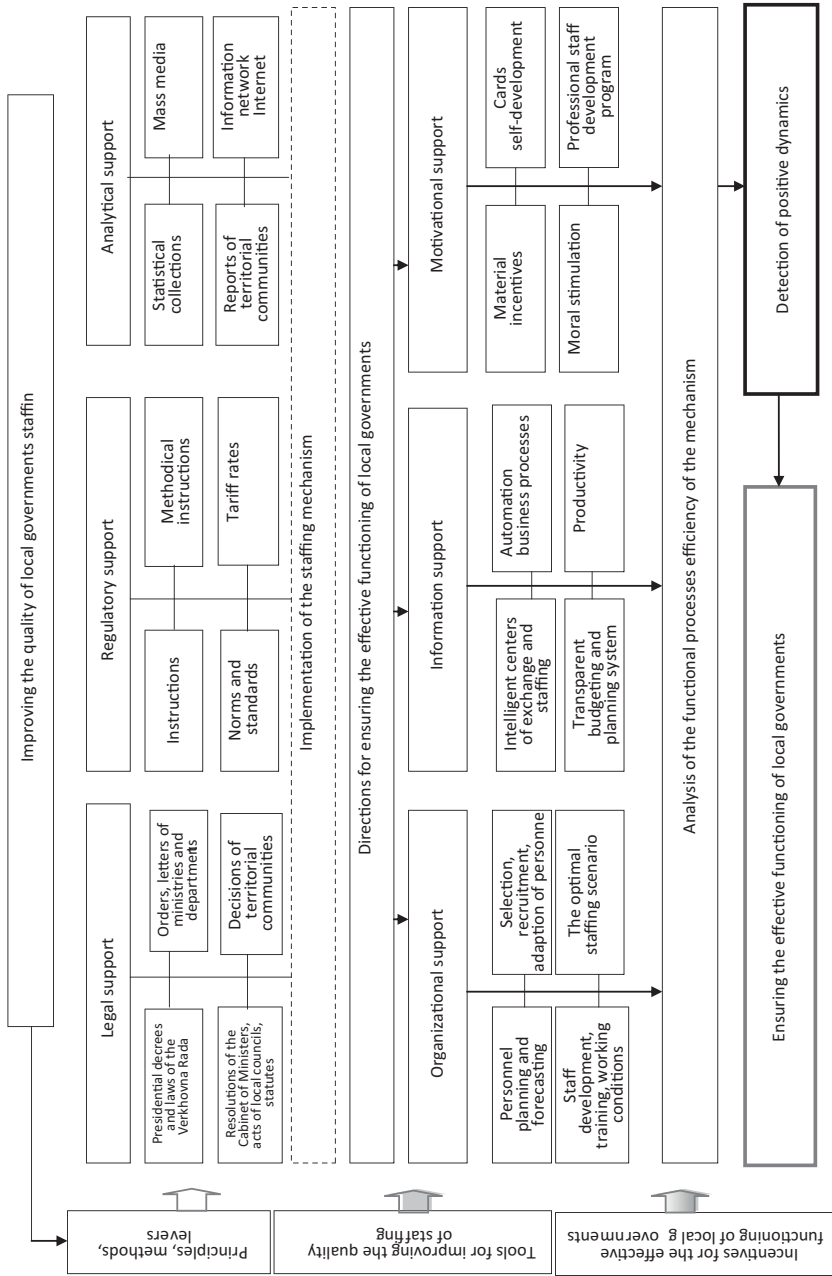 Improving the quality of local governments staffin
Principles, methods,
levers
Legal support
Presidential decrees
and laws of the
Verkhovna Rada
Orders, letters of
ministries and
departments
Resolutions of the
Cabinet of Ministers,
acts of local councils,
statutes
Decisions of
territorial
communities
Regulatory support
Instructions
Methodical
instructions
Norms and
standards
Tariff rates
Analytical support
Statistical
collections
Mass media
Reports of
territorial
communities
Information
network
Internet
Implementation of the staffing mechanism
Tools for improving the quality
of staffing
Directions for ensuring the effective functioning of local governments
Organizational support
Personnel
planning and
forecasting
Selection,
recruitment,
adaption of personne
Staff
development,
training, working
conditions
The optimal
staffing scenario
Information support
Intelligent centers
of exchange and
staffing
Automation
business processes
Transparent
budgeting and
planning system
Productivity
Motivational support
Material
incentives
Cards
self-development
Moral stimulation
Professional staff
development
program
Incentives for the effective
functioning of local g overnments
Analysis of the functional processes efficiency of the mechanism
Ensuring the effective functioning of local governments
Detection of positive dynamics